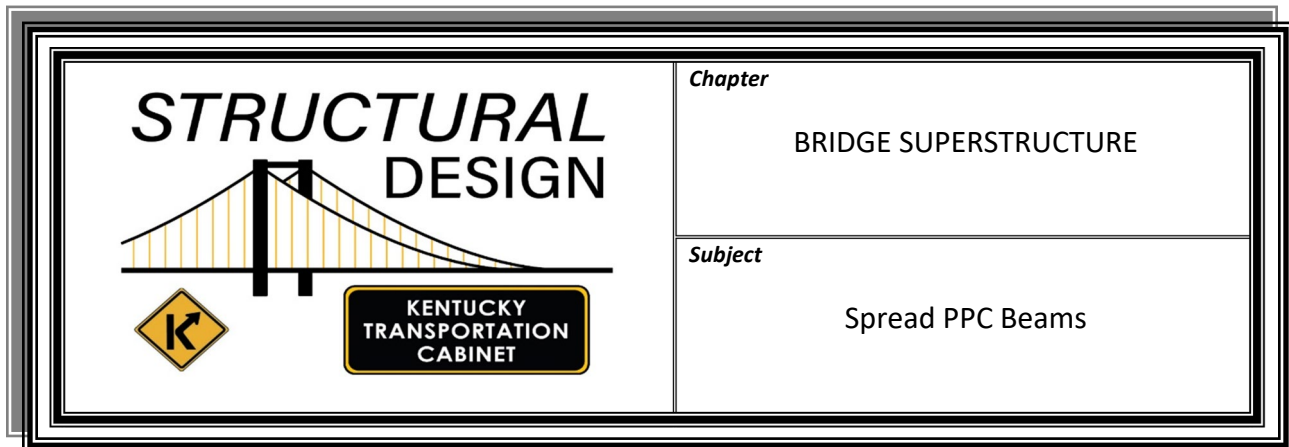 STRUCTURAL
DESIGN
KENTUCKY
TRANSPORTATION
CABINET
Chapter
BRIDGE SUPERSTRUCTURE
Subject
Spread PPC Beams